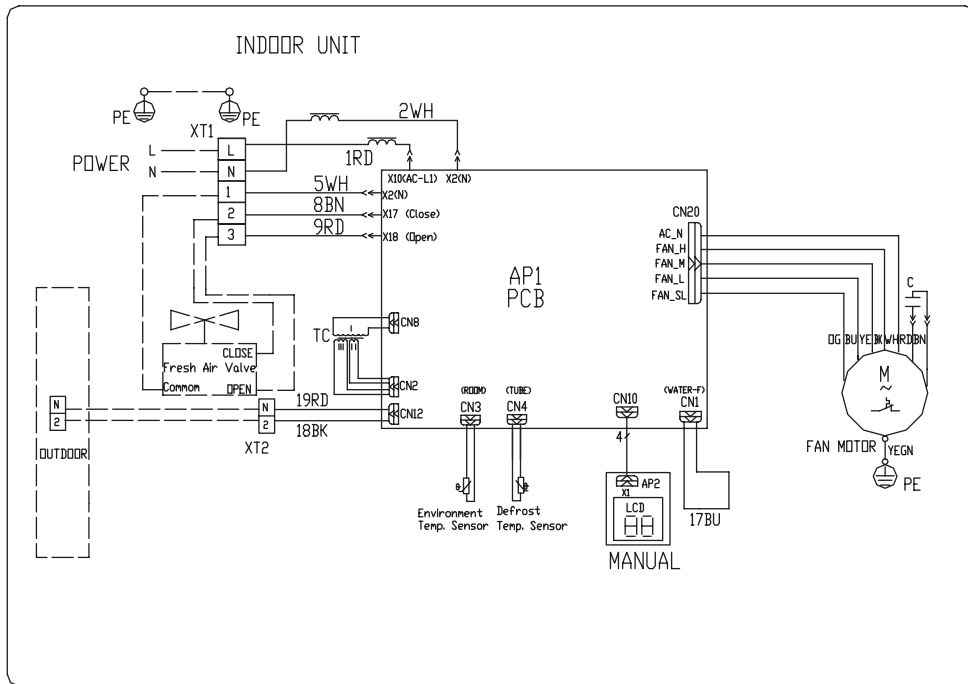 INDOOR UNIT
PE
PE
XT1
2WH
POWER
L
L
N
N
1RD
X10(AC-L1)
X2(N)
1
5WH
X2(N)
2
8BN
X17 (Close)
3
9RD
X18 (Open)
CN20
AC_N
FAN_H
FAN_M
FAN_L
FAN_SL
AP1
PCB
C
TC
I
III
II
CN8
CN2
CLOSE
Fresh Air Valve
Commom
OPEN
OG BU YE BK WH RD BN
M
~
N
2
OUTDOOR
N
2
XT2
19RD
18BK
CN12
(ROOM)
CN3
(TUBE)
CN4
CN10
(WATER-F)
CN1
4
FAN MOTOR
YEGN
PE
Environment
Temp. Sensor
Defrost
Temp. Sensor
AP2
X1
LCD
88
17BU
MANUAL